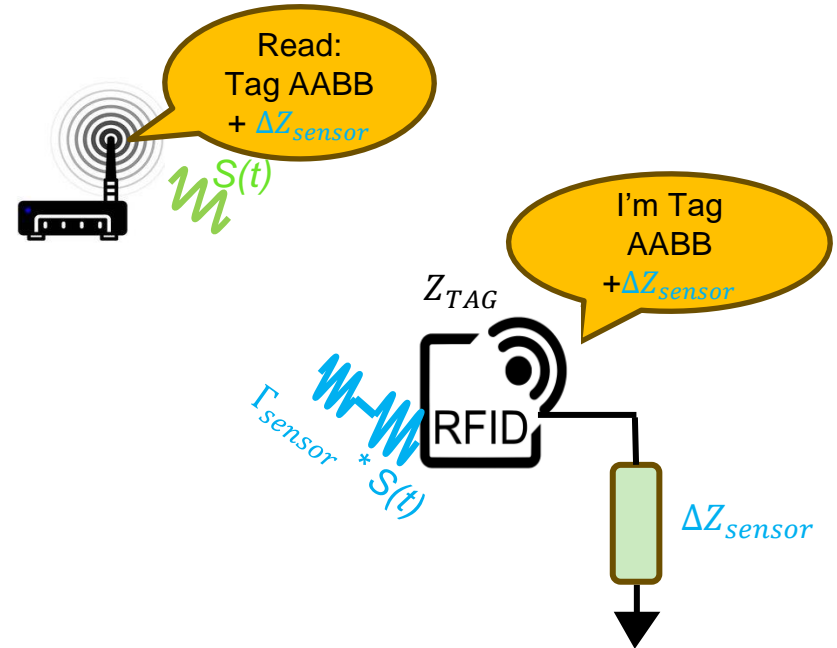 Read:
Tag AABB
+ ΔZ_sensor
S(t)
I'm Tag
AABB
+ΔZ_sensor
Z_TAG
RFID
Γ_sensor * S(t)
ΔZ_sensor